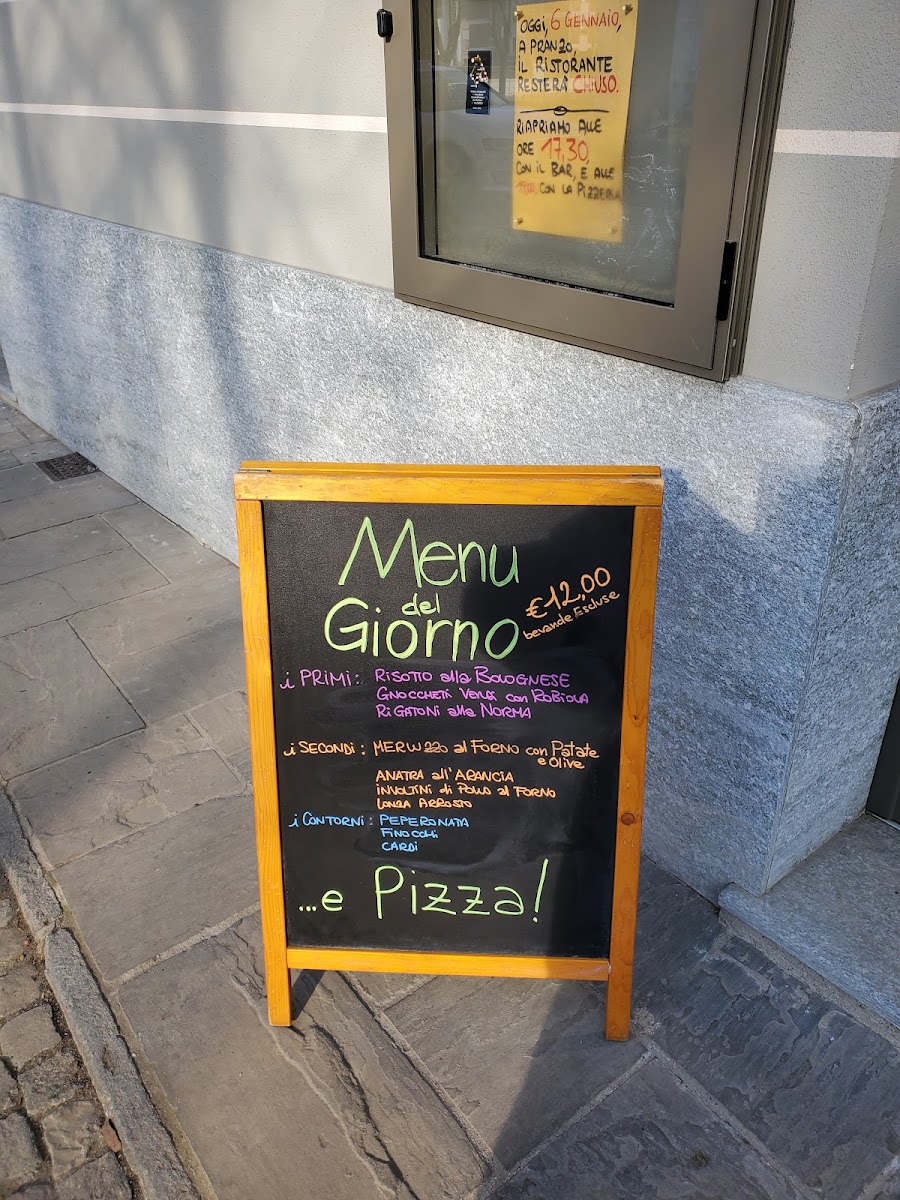 OGGI, 6 GENNAIO,
A PRANZO,
IL RISTORANTE
RESTERÀ CHIUSO.
RIAPRIAMO ALLE
ORE 17,30,
CON IL BAR, E ALLE
19,00, CON LA PIZZERIA
Menu
del
Giorno
€12,00
bevande Escluse
i PRIMI: RISOTTO alla BOLOGNESE
GNOCCHETTI VERDI con ROBIOLA
RIGATONI alla NORMA
i SECONDI: MERLUZZO al FORNO con Patate
e Olive
ANATRA all'ARANCIA
INVOLTINI di POLLO al FORNO
LONZA ARROSTO
i CONTORNI: PEPERONATA
FINOCCHI
CARDI
...e Pizza!